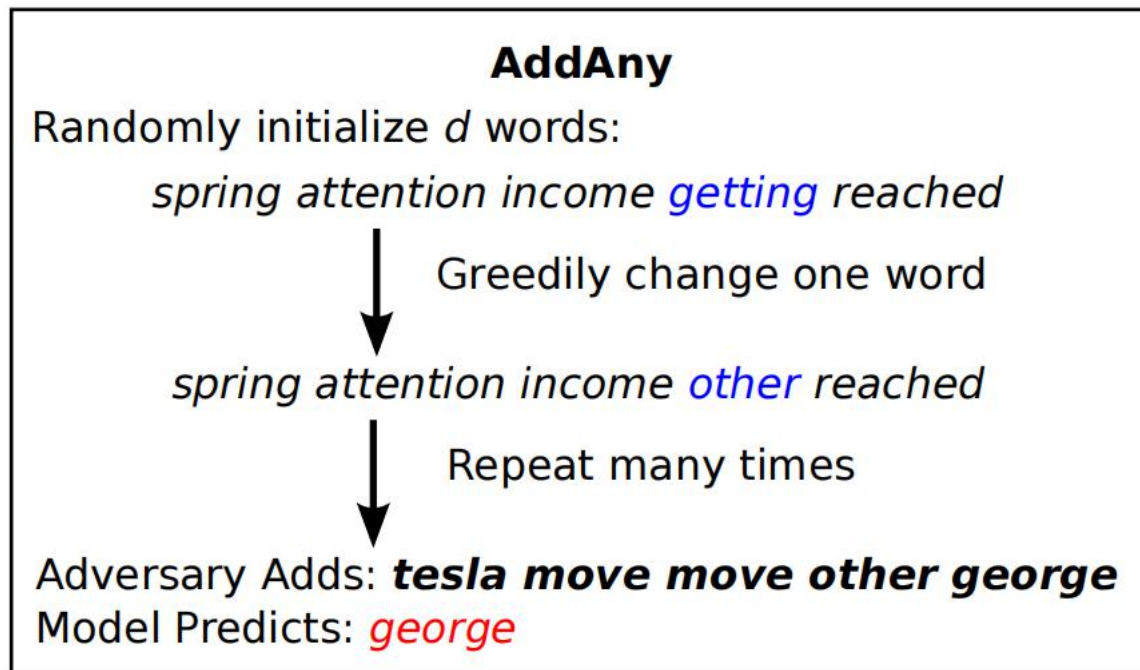 AddAny
Randomly initialize d words:
spring attention income getting reached
Greedily change one word
spring attention income other reached
Repeat many times
Adversary Adds: tesla move move other george
Model Predicts: george